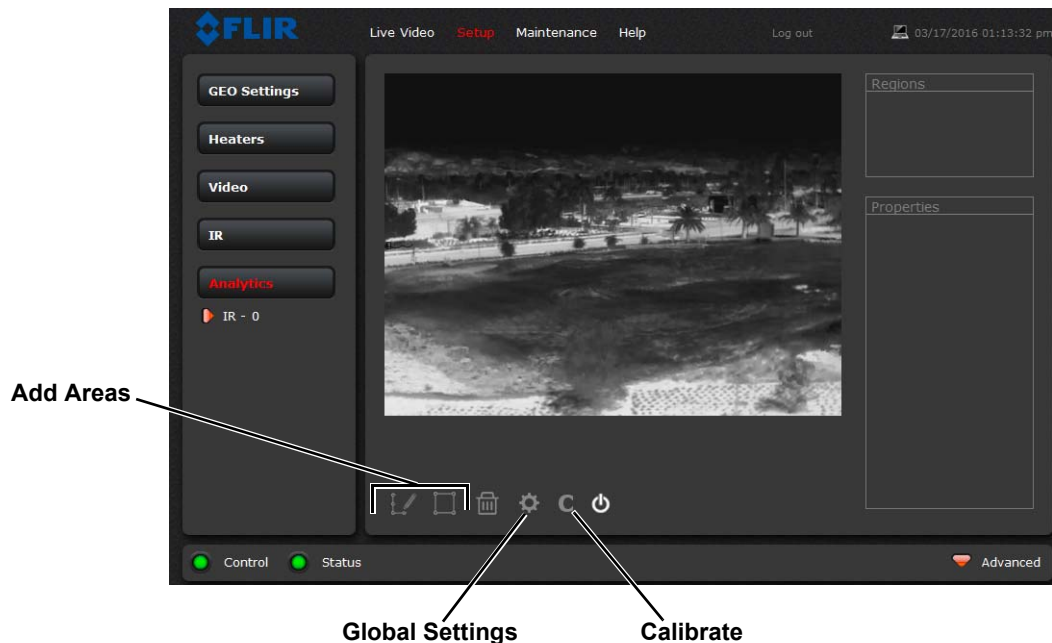 FLIR
Live Video Setup Maintenance Help Log out 03/17/2016 01:13:32 pm
GEO Settings
Heaters
Video
IR
Analytics
IR - 0
Regions
Properties
Add Areas
C
Control Status Advanced
Global Settings Calibrate